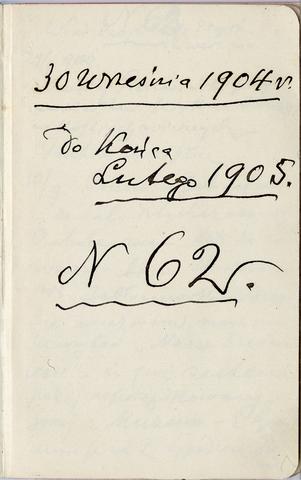 30 Września 1904 r.
Do Końca
Lutego 1905.
N 62.